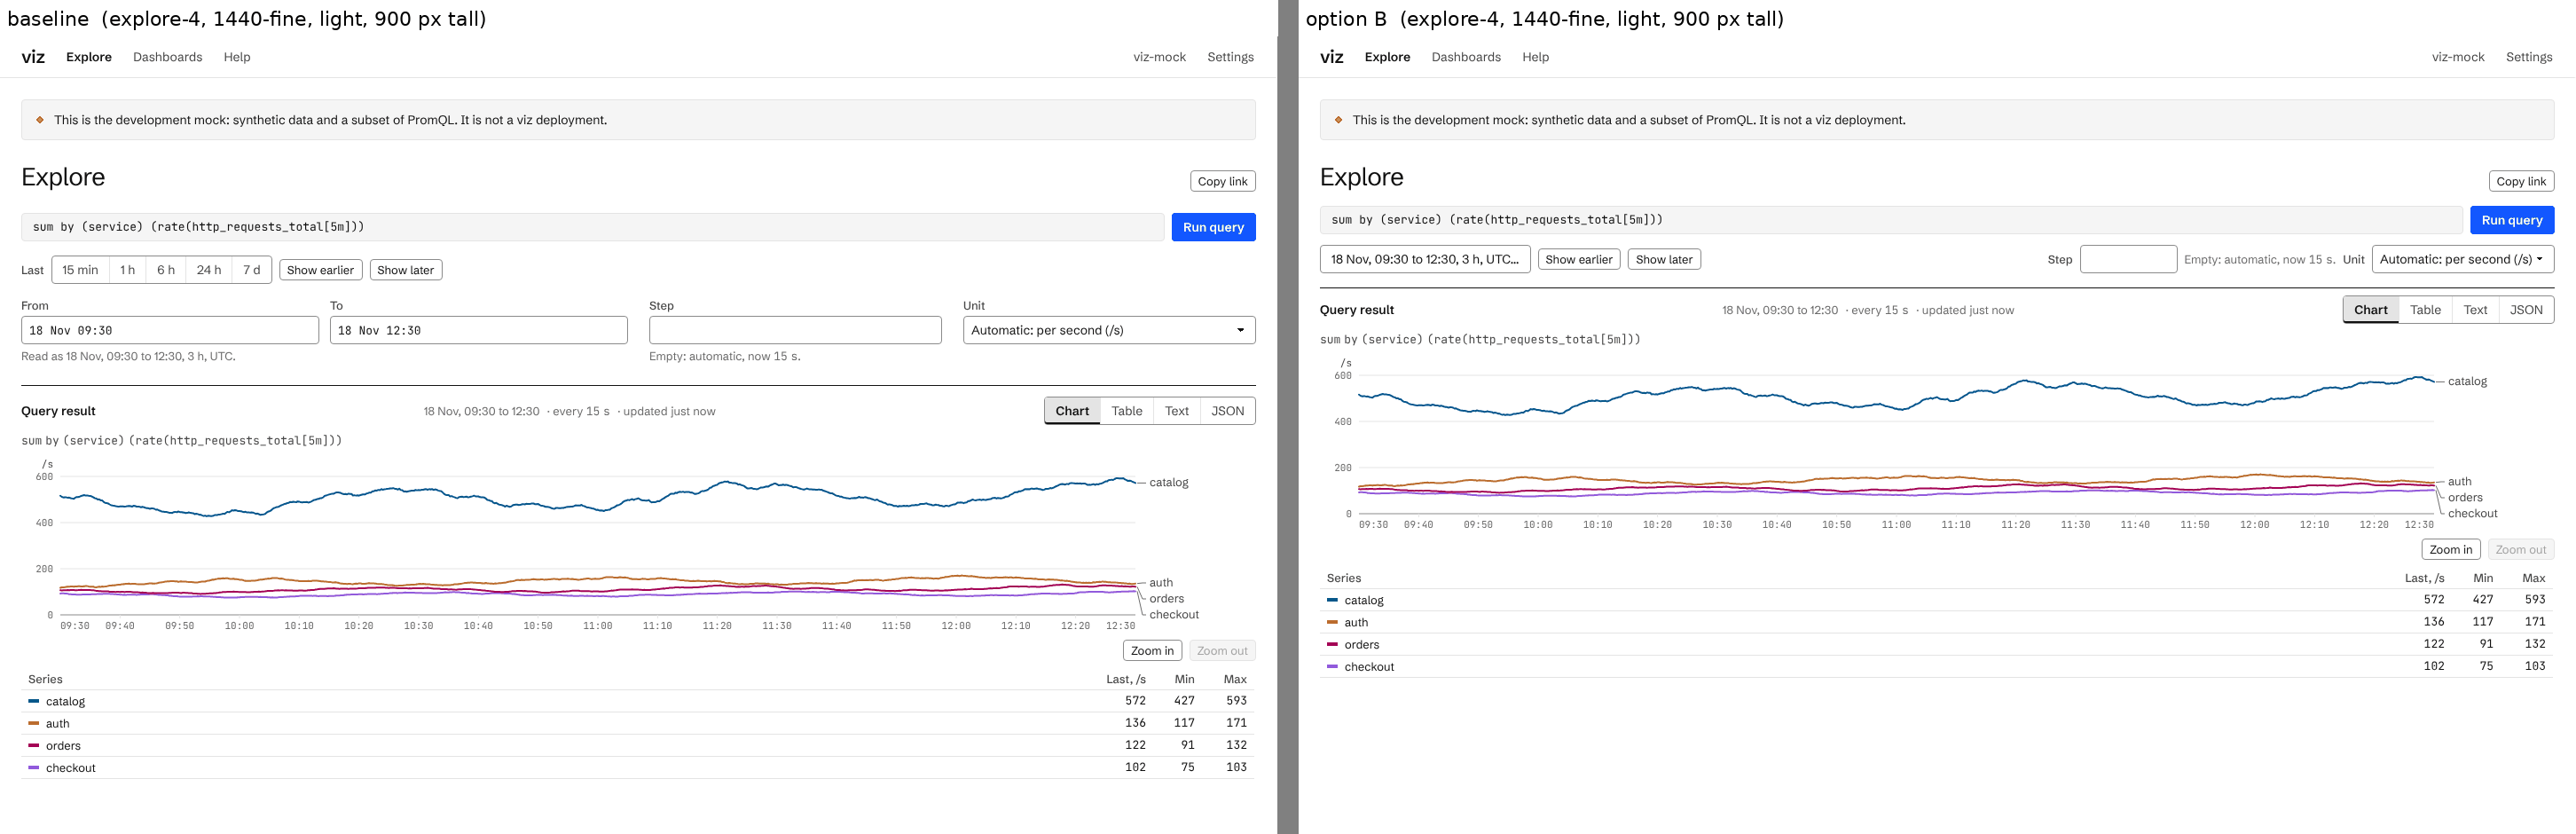 baseline  (explore-4, 1440-fine, light, 900 px tall)
viz Explore Dashboards Help viz-mock Settings
This is the development mock: synthetic data and a subset of PromQL. It is not a viz deployment.
Explore
Copy link
sum by (service) (rate(http_requests_total[5m])) Run query
Last 15 min 1 h 6 h 24 h 7 d Show earlier Show later
From To Step Unit
18 Nov 09:30 18 Nov 12:30 Automatic: per second (/s)
Read as 18 Nov, 09:30 to 12:30, 3 h, UTC. Empty: automatic, now 15 s.
Query result 18 Nov, 09:30 to 12:30 · every 15 s · updated just now Chart Table Text JSON
sum by (service) (rate(http_requests_total[5m]))
/s
600
catalog
400
200
auth
orders
0 checkout
09:30 09:40 09:50 10:00 10:10 10:20 10:30 10:40 10:50 11:00 11:10 11:20 11:30 11:40 11:50 12:00 12:10 12:20 12:30
Zoom in Zoom out
Series Last, /s Min Max
catalog 572 427 593
auth 136 117 171
orders 122 91 132
checkout 102 75 103
option B  (explore-4, 1440-fine, light, 900 px tall)
viz Explore Dashboards Help viz-mock Settings
This is the development mock: synthetic data and a subset of PromQL. It is not a viz deployment.
Explore
Copy link
sum by (service) (rate(http_requests_total[5m])) Run query
18 Nov, 09:30 to 12:30, 3 h, UTC... Show earlier Show later Step Empty: automatic, now 15 s. Unit Automatic: per second (/s)
Query result 18 Nov, 09:30 to 12:30 · every 15 s · updated just now Chart Table Text JSON
sum by (service) (rate(http_requests_total[5m]))
/s
600
catalog
400
200
auth
orders
0 checkout
09:30 09:40 09:50 10:00 10:10 10:20 10:30 10:40 10:50 11:00 11:10 11:20 11:30 11:40 11:50 12:00 12:10 12:20 12:30
Zoom in Zoom out
Series Last, /s Min Max
catalog 572 427 593
auth 136 117 171
orders 122 91 132
checkout 102 75 103